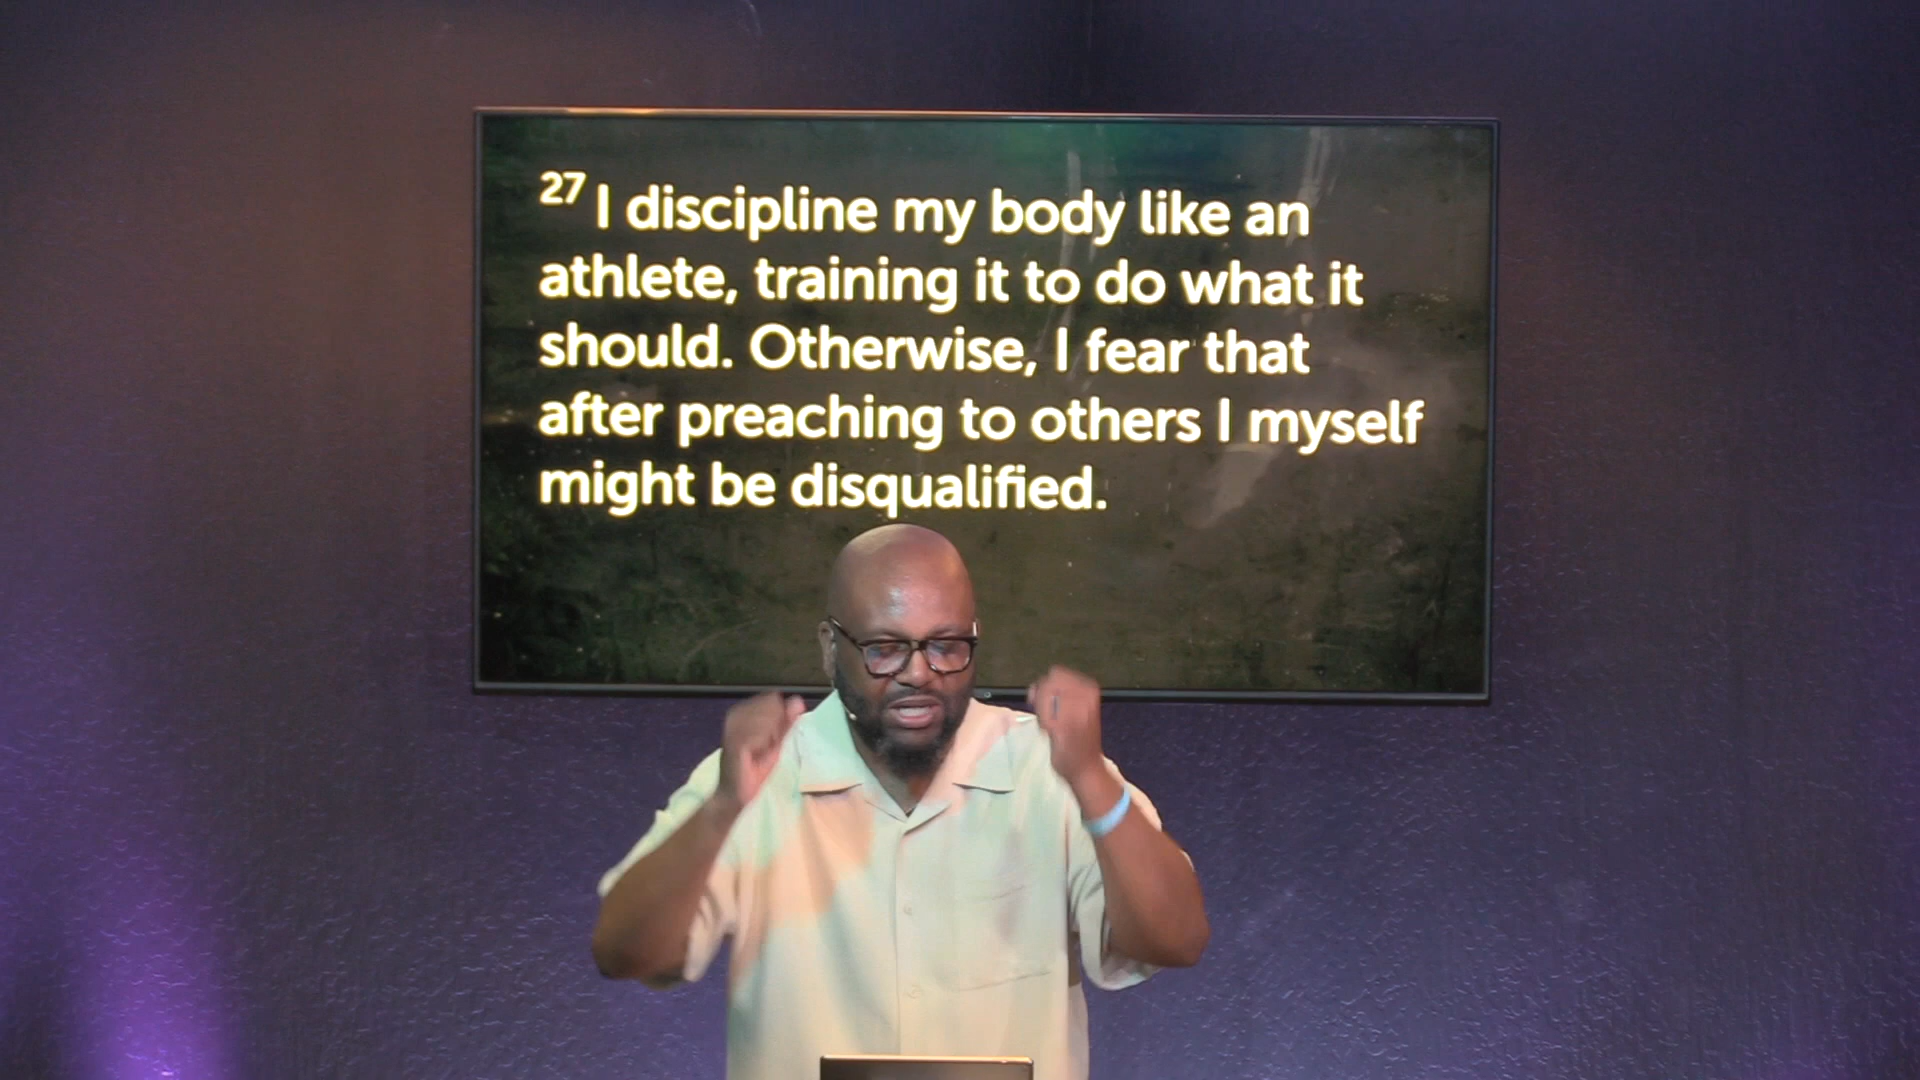 27 I discipline my body like an
athlete, training it to do what it
should. Otherwise, I fear that
after preaching to others I myself
might be disqualified.